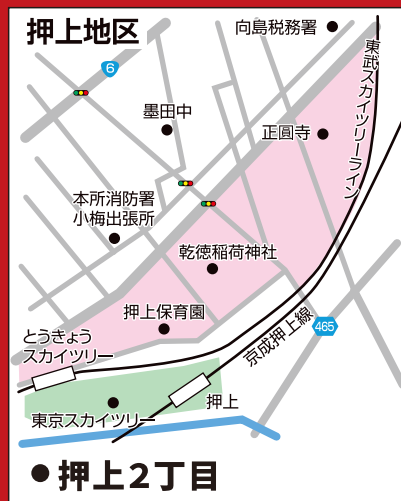 押上地区
向島税務署
6
東武スカイツリーライン
墨田中
正圓寺
本所消防署
小梅出張所
乾徳稲荷神社
押上保育園
465
京成押上線
とうきょう
スカイツリー
押上
東京スカイツリー
●押上2丁目